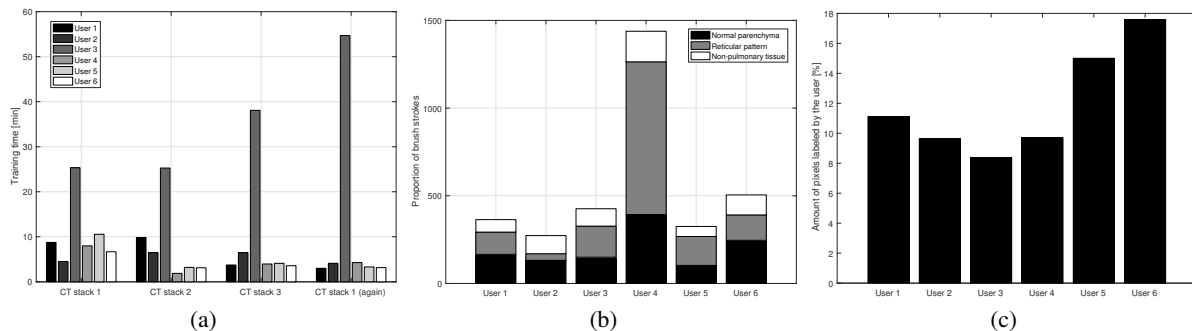 Training time [min]
60
50
40
30
20
10
0
User 1
User 2
User 3
User 4
User 5
User 6
CT stack 1
CT stack 2
CT stack 3
CT stack 1 (again)
(a)
Proportion of brush strokes
1500
1000
500
0
Normal parenchyma
Reticular pattern
Non-pulmonary tissue
User 1
User 2
User 3
User 4
User 5
User 6
(b)
Amount of pixels labeled by the user [%]
18
16
14
12
10
8
6
4
2
0
User 1
User 2
User 3
User 4
User 5
User 6
(c)